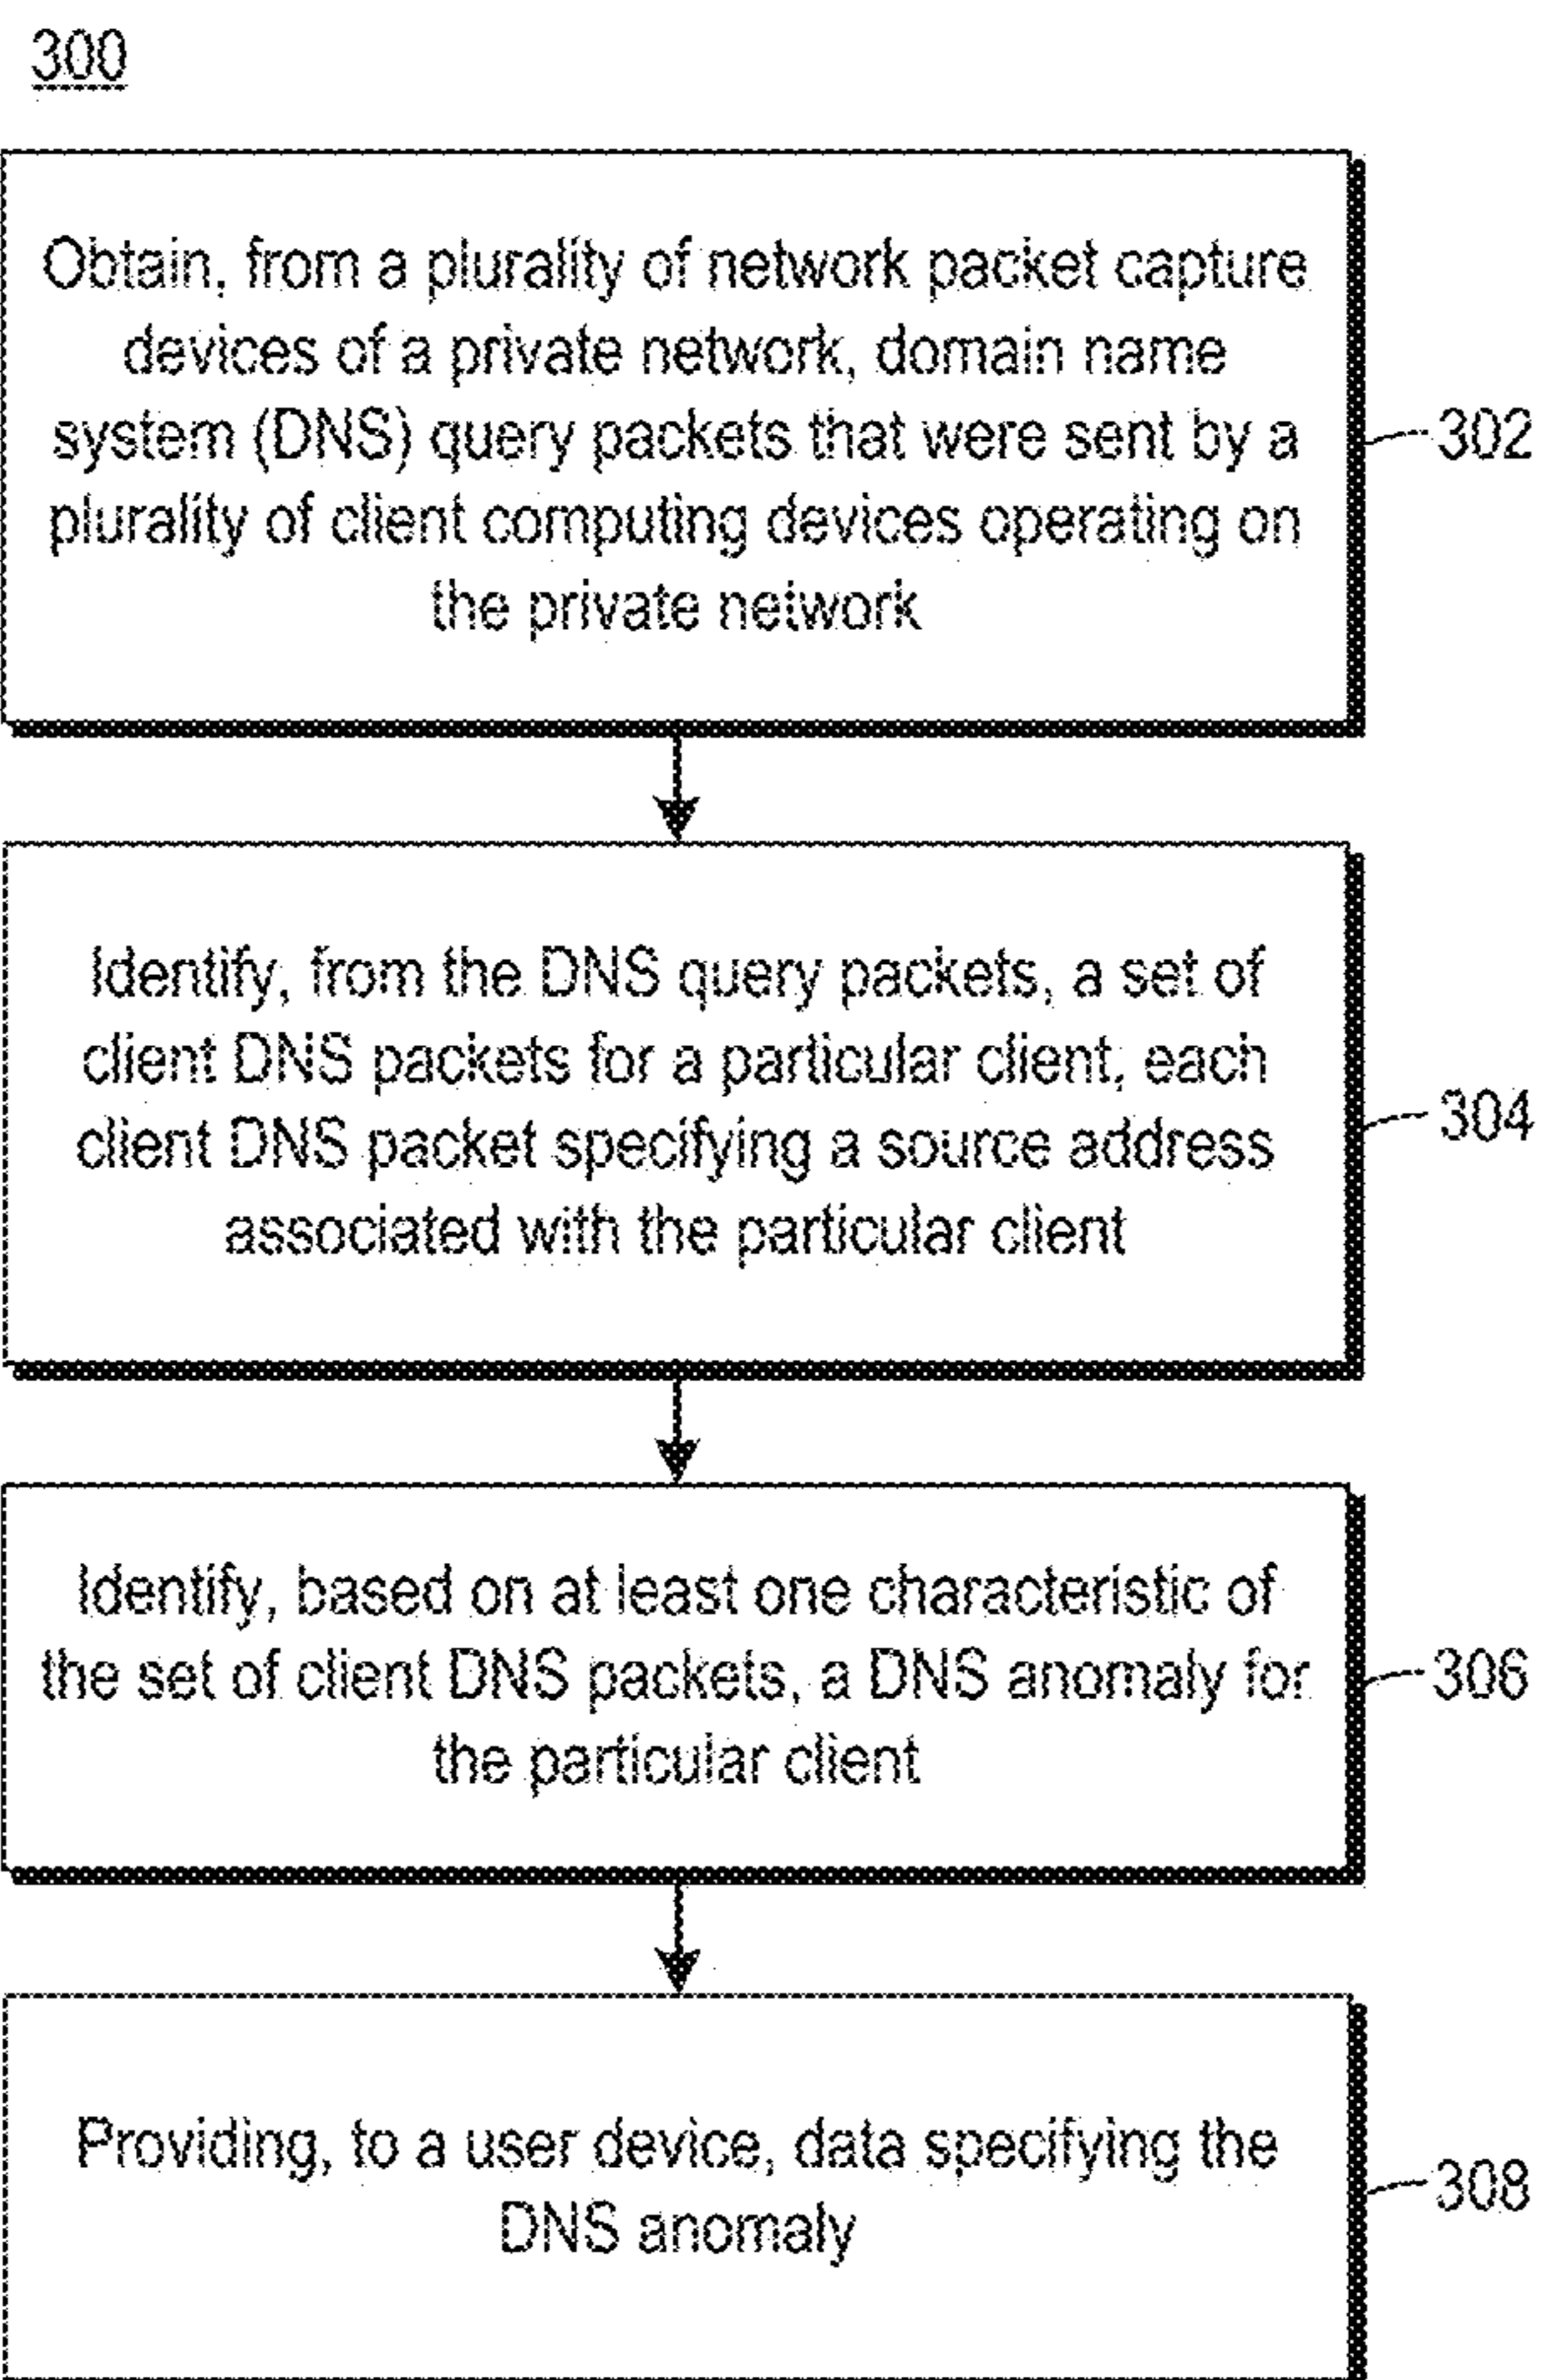 300
Obtain, from a plurality of network packet capture
devices of a private network, domain name
system (DNS) query packets that were sent by a
plurality of client computing devices operating on
the private network
302
Identify, from the DNS query packets, a set of
client DNS packets for a particular client, each
client DNS packet specifying a source address
associated with the particular client
304
Identify, based on at least one characteristic of
the set of client DNS packets, a DNS anomaly for
the particular client
306
Providing, to a user device, data specifying the
DNS anomaly
308